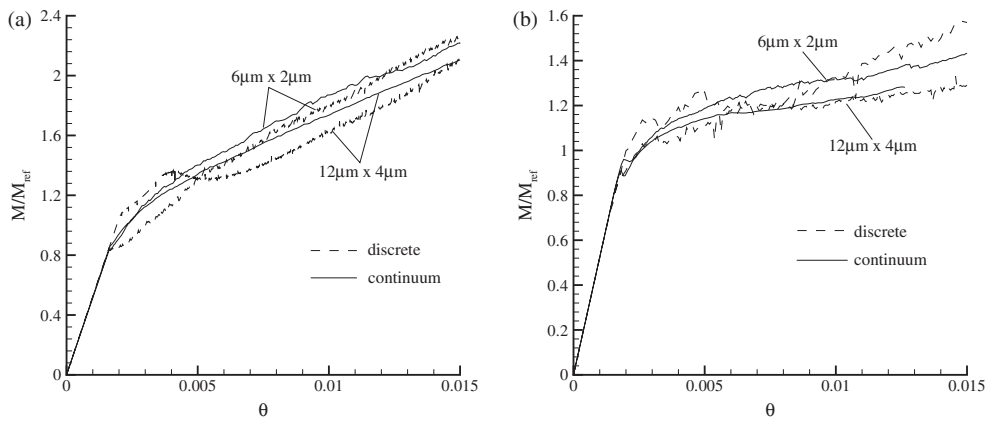 (a)
2.4
2
1.6
1.2
0.8
0.4
0
M/M_ref
6μm x 2μm
12μm x 4μm
discrete
continuum
0
0.005
0.01
0.015
θ
(b)
1.6
1.4
1.2
1.0
0.8
0.6
1.4
0.2
0
M/M_ref
6μm x 2μm
12μm x 4μm
discrete
continuum
0
0.005
0.01
0.015
θ